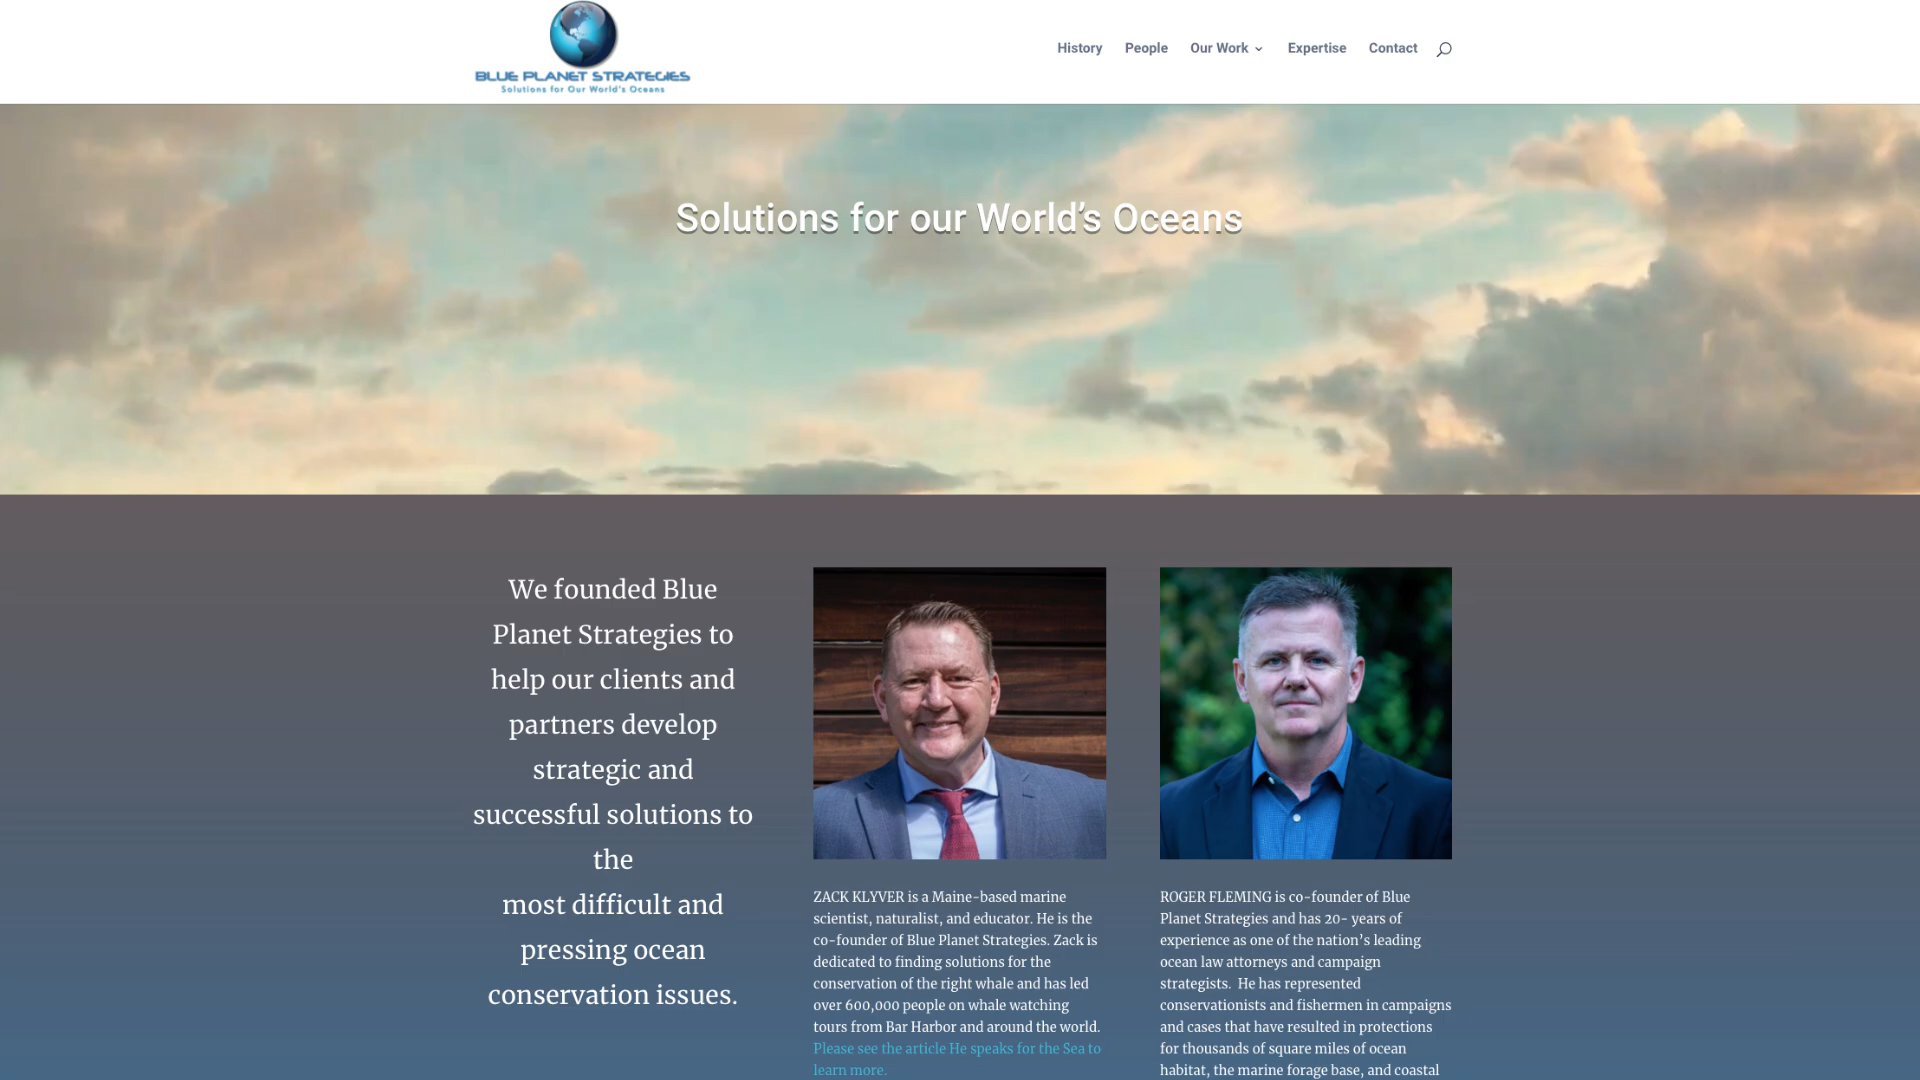 BLUE PLANET STRATEGIES
Solutions for Our World's Oceans
History People Our Work Expertise Contact
Solutions for our World’s Oceans
We founded Blue
Planet Strategies to
help our clients and
partners develop
strategic and
successful solutions to
the
most difficult and
pressing ocean
conservation issues.
ZACK KLYVER is a Maine-based marine
scientist, naturalist, and educator. He is the
co-founder of Blue Planet Strategies. Zack is
dedicated to finding solutions for the
conservation of the right whale and has led
over 600,000 people on whale watching
tours from Bar Harbor and around the world.
Please see the article He speaks for the Sea to
learn more.
ROGER FLEMING is co-founder of Blue
Planet Strategies and has 20- years of
experience as one of the nation’s leading
ocean law attorneys and campaign
strategists.  He has represented
conservationists and fishermen in campaigns
and cases that have resulted in protections
for thousands of square miles of ocean
habitat, the marine forage base, and coastal